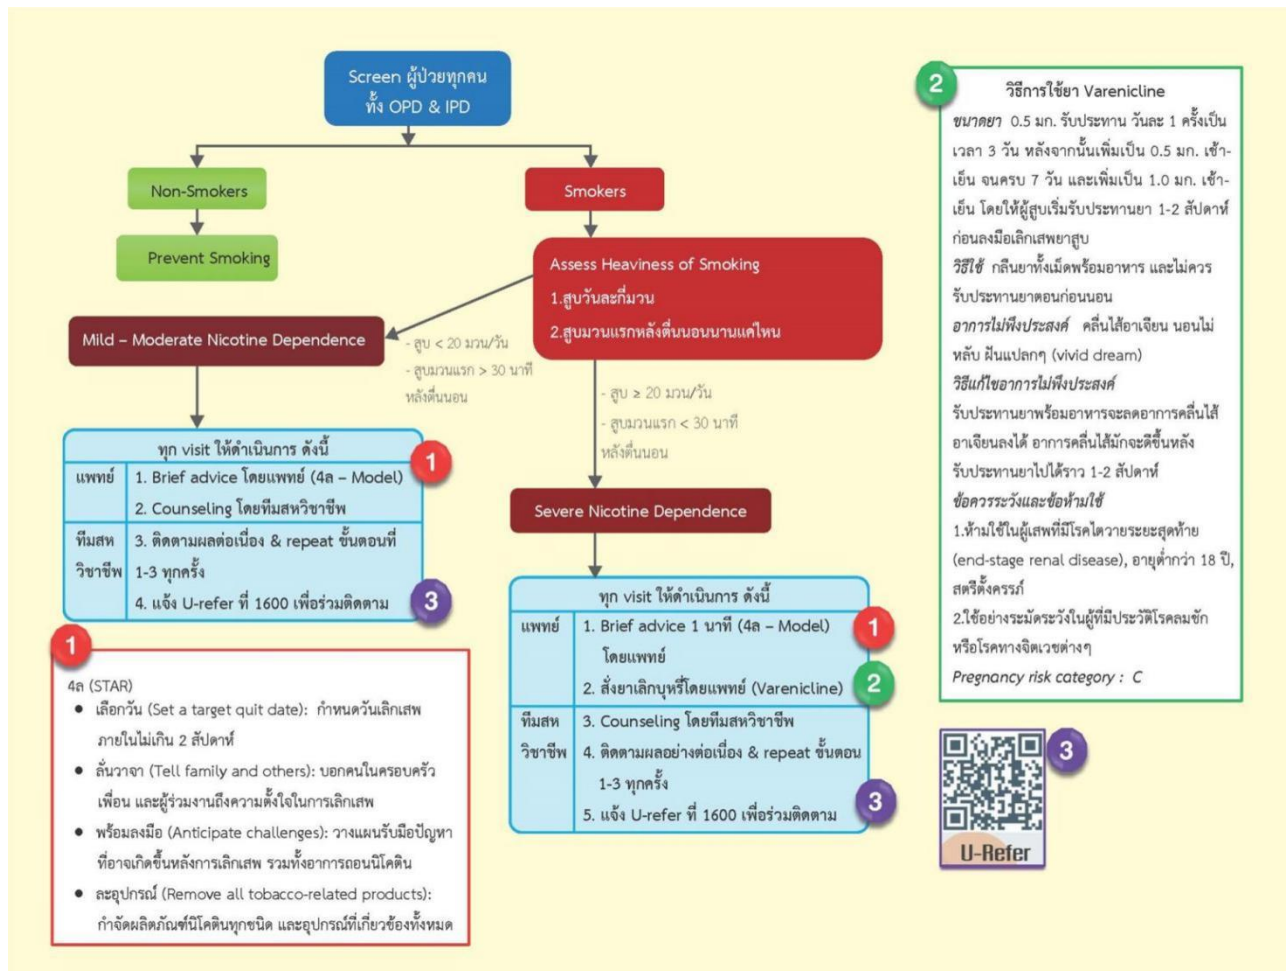 Screen ผู้ป่วยทุกคน
ทั้ง OPD & IPD
Non-Smokers
Smokers
Prevent Smoking
Assess Heaviness of Smoking
1.สูบวันละกี่มวน
2.สูบมวนแรกหลังตื่นนอนนานแค่ไหน
Mild – Moderate Nicotine Dependence
- สูบ < 20 มวน/วัน
- สูบมวนแรก > 30 นาที
หลังตื่นนอน
- สูบ ≥ 20 มวน/วัน
- สูบมวนแรก < 30 นาที
หลังตื่นนอน
ทุก visit ให้ดำเนินการ ดังนี้
1
แพทย์
1. Brief advice โดยแพทย์ (4ล – Model)
2. Counseling โดยทีมสหวิชาชีพ
ทีมสห
วิชาชีพ
3. ติดตามผลต่อเนื่อง & repeat ขั้นตอนที่
1-3 ทุกครั้ง
4. แจ้ง U-refer ที่ 1600 เพื่อร่วมติดตาม
3
Severe Nicotine Dependence
ทุก visit ให้ดำเนินการ ดังนี้
แพทย์
1. Brief advice 1 นาที (4ล – Model)
โดยแพทย์
1
2. สั่งยาเลิกบุหรี่โดยแพทย์ (Varenicline)
2
ทีมสห
วิชาชีพ
3. Counseling โดยทีมสหวิชาชีพ
4. ติดตามผลอย่างต่อเนื่อง & repeat ขั้นตอน
1-3 ทุกครั้ง
5. แจ้ง U-refer ที่ 1600 เพื่อร่วมติดตาม
3
1
4ล (STAR)
• เลือกวัน (Set a target quit date): กำหนดวันเลิกเสพ
ภายในไม่เกิน 2 สัปดาห์
• ลั่นวาจา (Tell family and others): บอกคนในครอบครัว
เพื่อน และผู้ร่วมงานถึงความตั้งใจในการเลิกเสพ
• พร้อมลงมือ (Anticipate challenges): วางแผนรับมือปัญหา
ที่อาจเกิดขึ้นหลังการเลิกเสพ รวมทั้งอาการถอนนิโคติน
• ละอุปกรณ์ (Remove all tobacco-related products):
กำจัดผลิตภัณฑ์นิโคตินทุกชนิด และอุปกรณ์ที่เกี่ยวข้องทั้งหมด
2
วิธีการใช้ยา Varenicline
ขนาดยา 0.5 มก. รับประทาน วันละ 1 ครั้งเป็น
เวลา 3 วัน หลังจากนั้นเพิ่มเป็น 0.5 มก. เช้า-
เย็น จนครบ 7 วัน และเพิ่มเป็น 1.0 มก. เช้า-
เย็น โดยให้ผู้สูบเริ่มรับประทานยา 1-2 สัปดาห์
ก่อนลงมือเลิกเสพยาสูบ
วิธีใช้ กลืนยาทั้งเม็ดพร้อมอาหาร และไม่ควร
รับประทานยาตอนก่อนนอน
อาการไม่พึงประสงค์ คลื่นไส้อาเจียน นอนไม่
หลับ ฝันแปลกๆ (vivid dream)
วิธีแก้ไขอาการไม่พึงประสงค์
รับประทานยาพร้อมอาหารจะลดอาการคลื่นไส้
อาเจียนลงได้ อาการคลื่นไส้มักจะดีขึ้นหลัง
รับประทานยาไปได้ราว 1-2 สัปดาห์
ข้อควรระวังและข้อห้ามใช้
1.ห้ามใช้ในผู้เสพที่มีโรคไตวายระยะสุดท้าย
(end-stage renal disease), อายุต่ำกว่า 18 ปี,
สตรีตั้งครรภ์
2.ใช้อย่างระมัดระวังในผู้ที่มีประวัติโรคลมชัก
หรือโรคทางจิตเวชต่างๆ
Pregnancy risk category : C
3
U-Refer